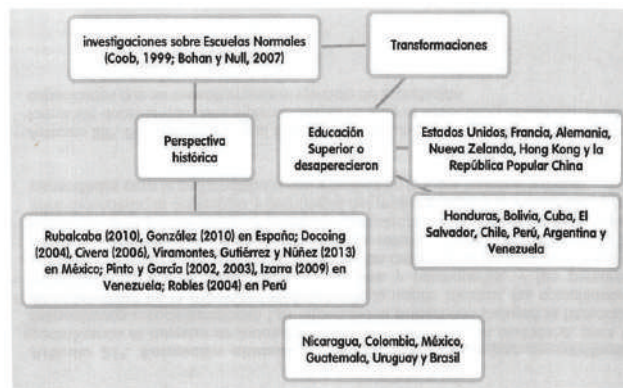 investigaciones sobre Escuelas Normales
(Coob, 1999; Bohan y Null, 2007)
Transformaciones
Perspectiva
histórica
Educación
Superior o
desaparecieron
Estados Unidos, Francia, Alemania,
Nueva Zelanda, Hong Kong y la
República Popular China
Honduras, Bolivia, Cuba, El
Salvador, Chile, Perú, Argentina y
Venezuela
Rubalcaba (2010), González (2010) en España; Docoing
(2004), Civera (2006), Viramontes, Gutiérrez y Núñez (2013)
en México; Pinto y García (2002, 2003), Izarra (2009) en
Venezuela; Robles (2004) en Perú
Nicaragua, Colombia, México,
Guatemala, Uruguay y Brasil